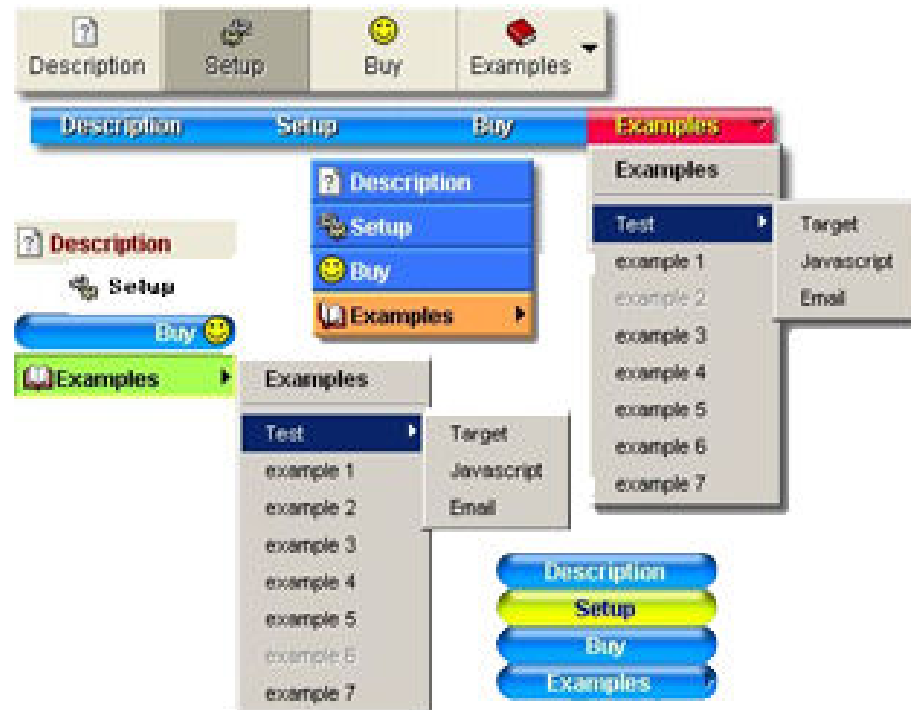 Description Setup Buy Examples
Description Setup Buy Examples
Description
Setup
Buy
Examples
Examples
Test
example 1
example 2
example 3
example 4
example 5
example 6
example 7
Target
Javascript
Email
Description
Setup
Buy
Examples
Examples
Test
example 1
example 2
example 3
example 4
example 5
example 6
example 7
Target
Javascript
Email
Description
Setup
Buy
Examples